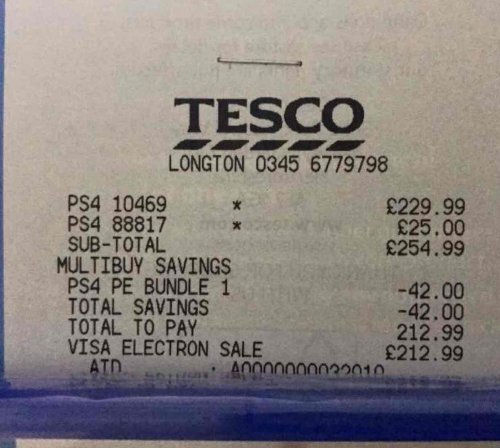 TESCO
LONGTON 0345 6779798
PS4 10469 * £229.99
PS4 88817 * £25.00
SUB-TOTAL £254.99
MULTIBUY SAVINGS
PS4 PE BUNDLE 1 -42.00
TOTAL SAVINGS -42.00
TOTAL TO PAY 212.99
VISA ELECTRON SALE £212.99
AID : A0000000032010